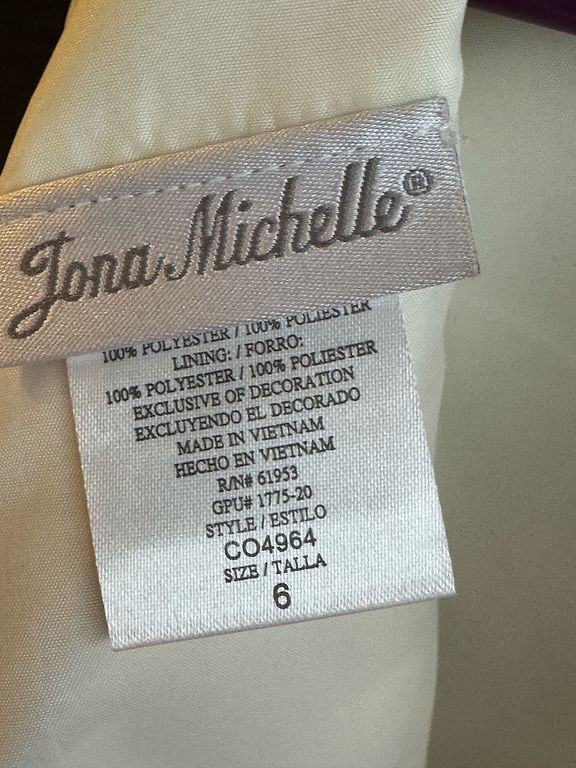 Jona Michelle®
100% POLYESTER / 100% POLIESTER
LINING: / FORRO:
100% POLYESTER / 100% POLIESTER
EXCLUSIVE OF DECORATION
EXCLUYENDO EL DECORADO
MADE IN VIETNAM
HECHO EN VIETNAM
R/N# 61953
GPU# 1775-20
STYLE / ESTILO
CO4964
SIZE / TALLA
6